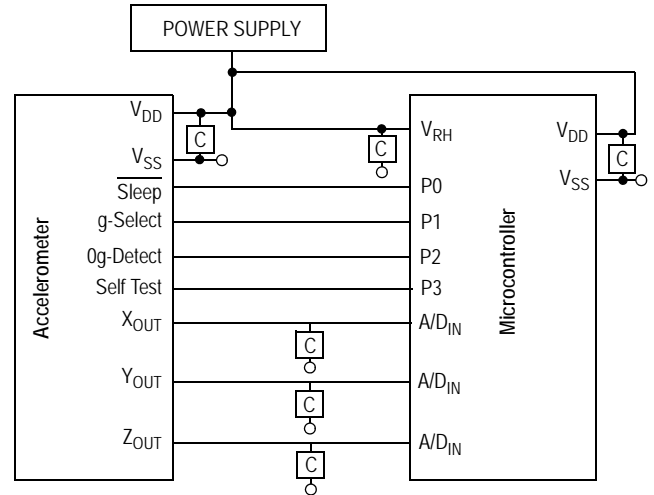 POWER SUPPLY
Accelerometer
V_DD
C
V_SS
Sleep
g-Select
0g-Detect
Self Test
X_OUT
Y_OUT
Z_OUT
C
C
C
C
V_RH
P0
P1
P2
P3
A/D_IN
A/D_IN
A/D_IN
Microcontroller
V_DD
V_SS
C